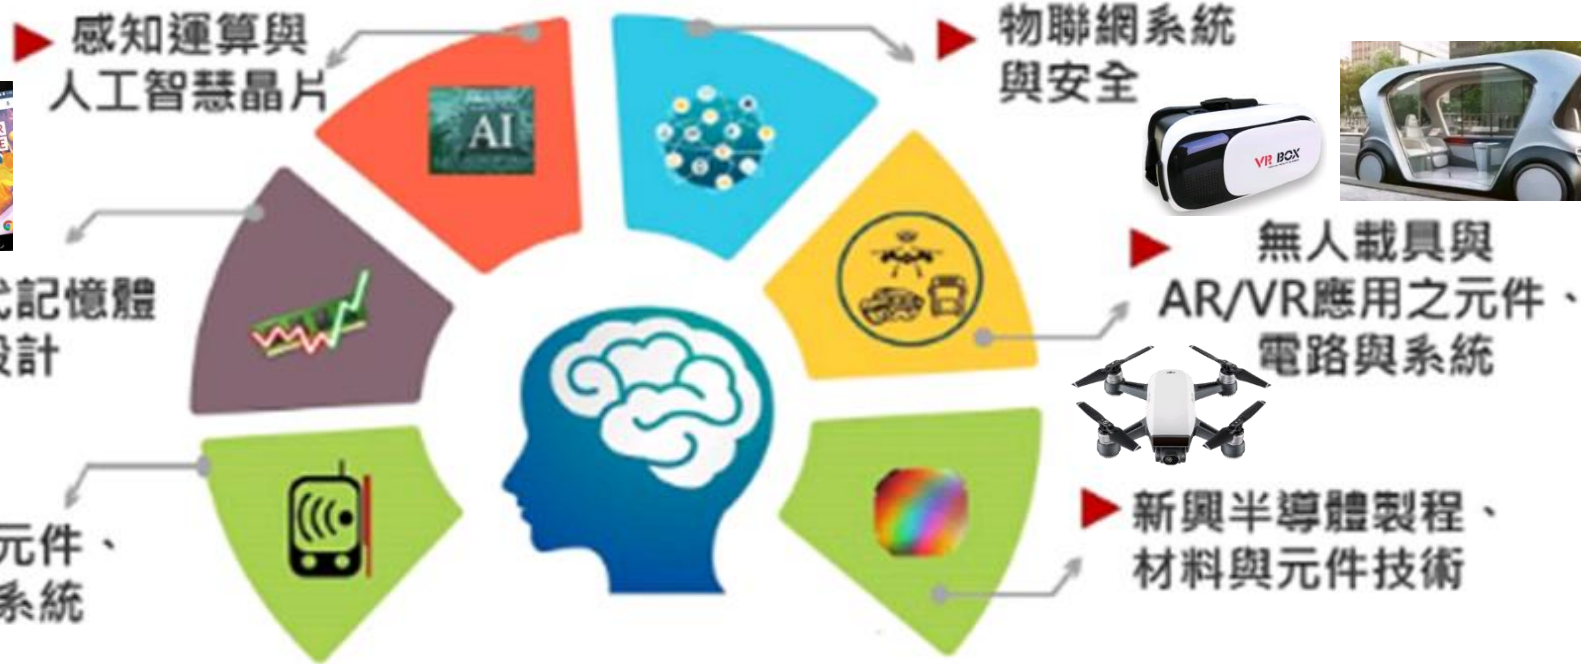 感知運算與
人工智慧晶片
物聯網系統
與安全
AI
VR BOX
無人載具與
AR/VR應用之元件、
電路與系統
記憶體
設計
元件、
系統
新興半導體製程、
材料與元件技術